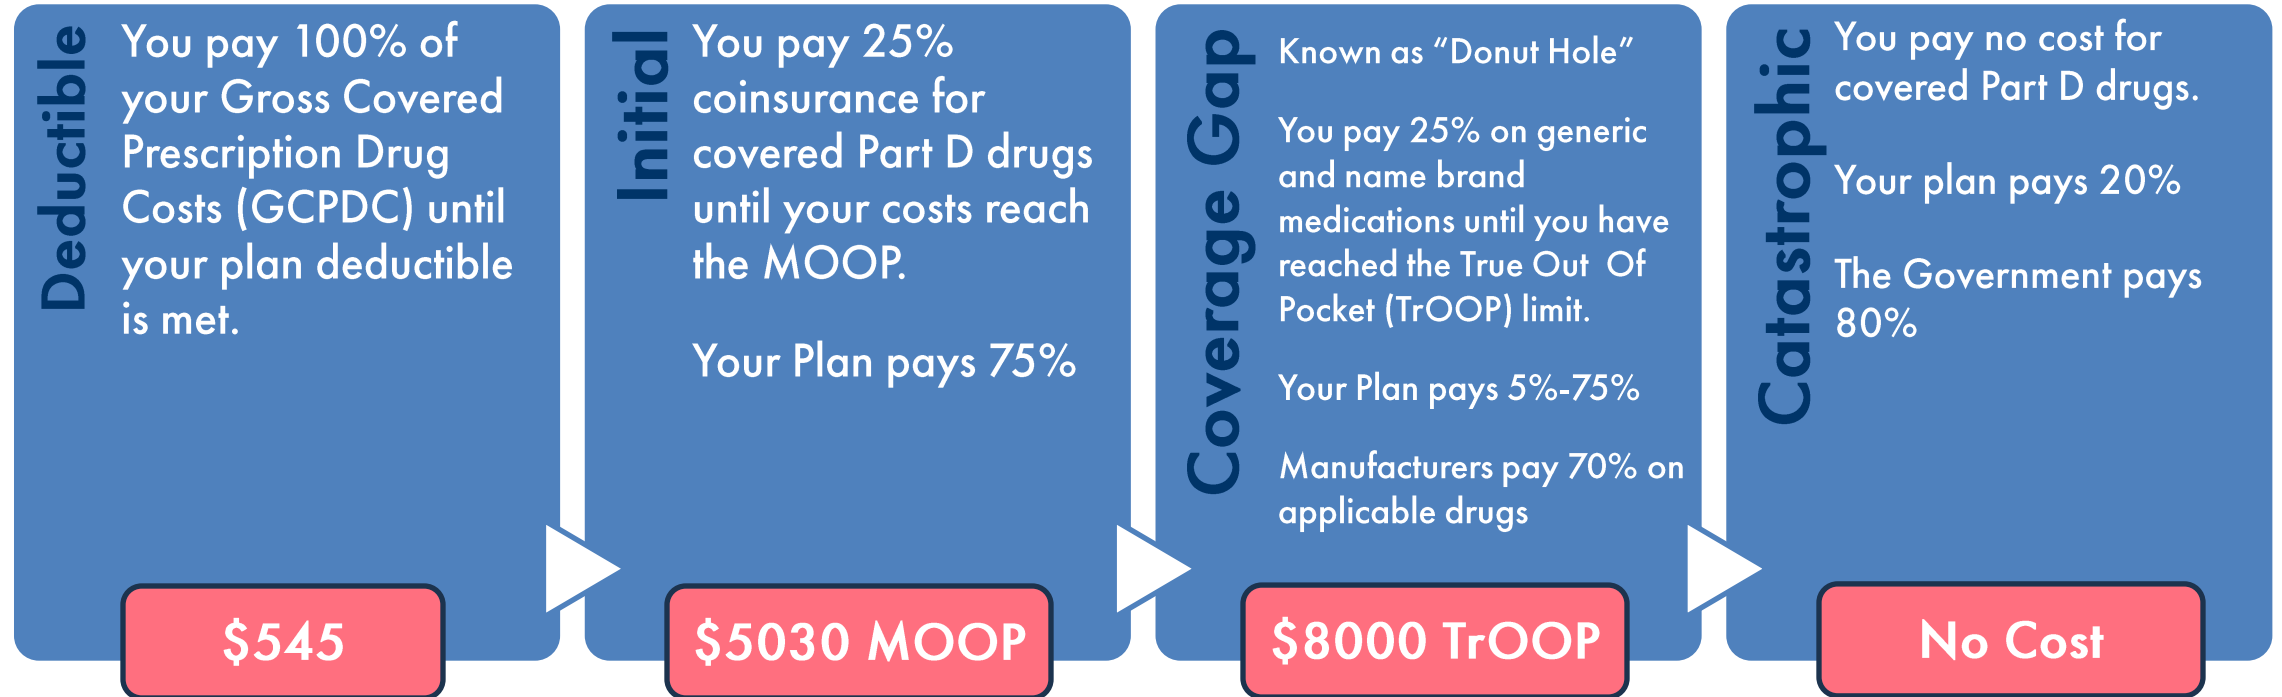 Deductible
You pay 100% of
your Gross Covered
Prescription Drug
Costs (GCPDC) until
your plan deductible
is met.
$545
Initial
You pay 25%
coinsurance for
covered Part D drugs
until your costs reach
the MOOP.
Your Plan pays 75%
$5030 MOOP
Coverage Gap
Known as “Donut Hole”
You pay 25% on generic
and name brand
medications until you have
reached the True Out Of
Pocket (TrOOP) limit.
Your Plan pays 5%-75%
Manufacturers pay 70% on
applicable drugs
$8000 TrOOP
Catastrophic
You pay no cost for
covered Part D drugs.
Your plan pays 20%
The Government pays
80%
No Cost